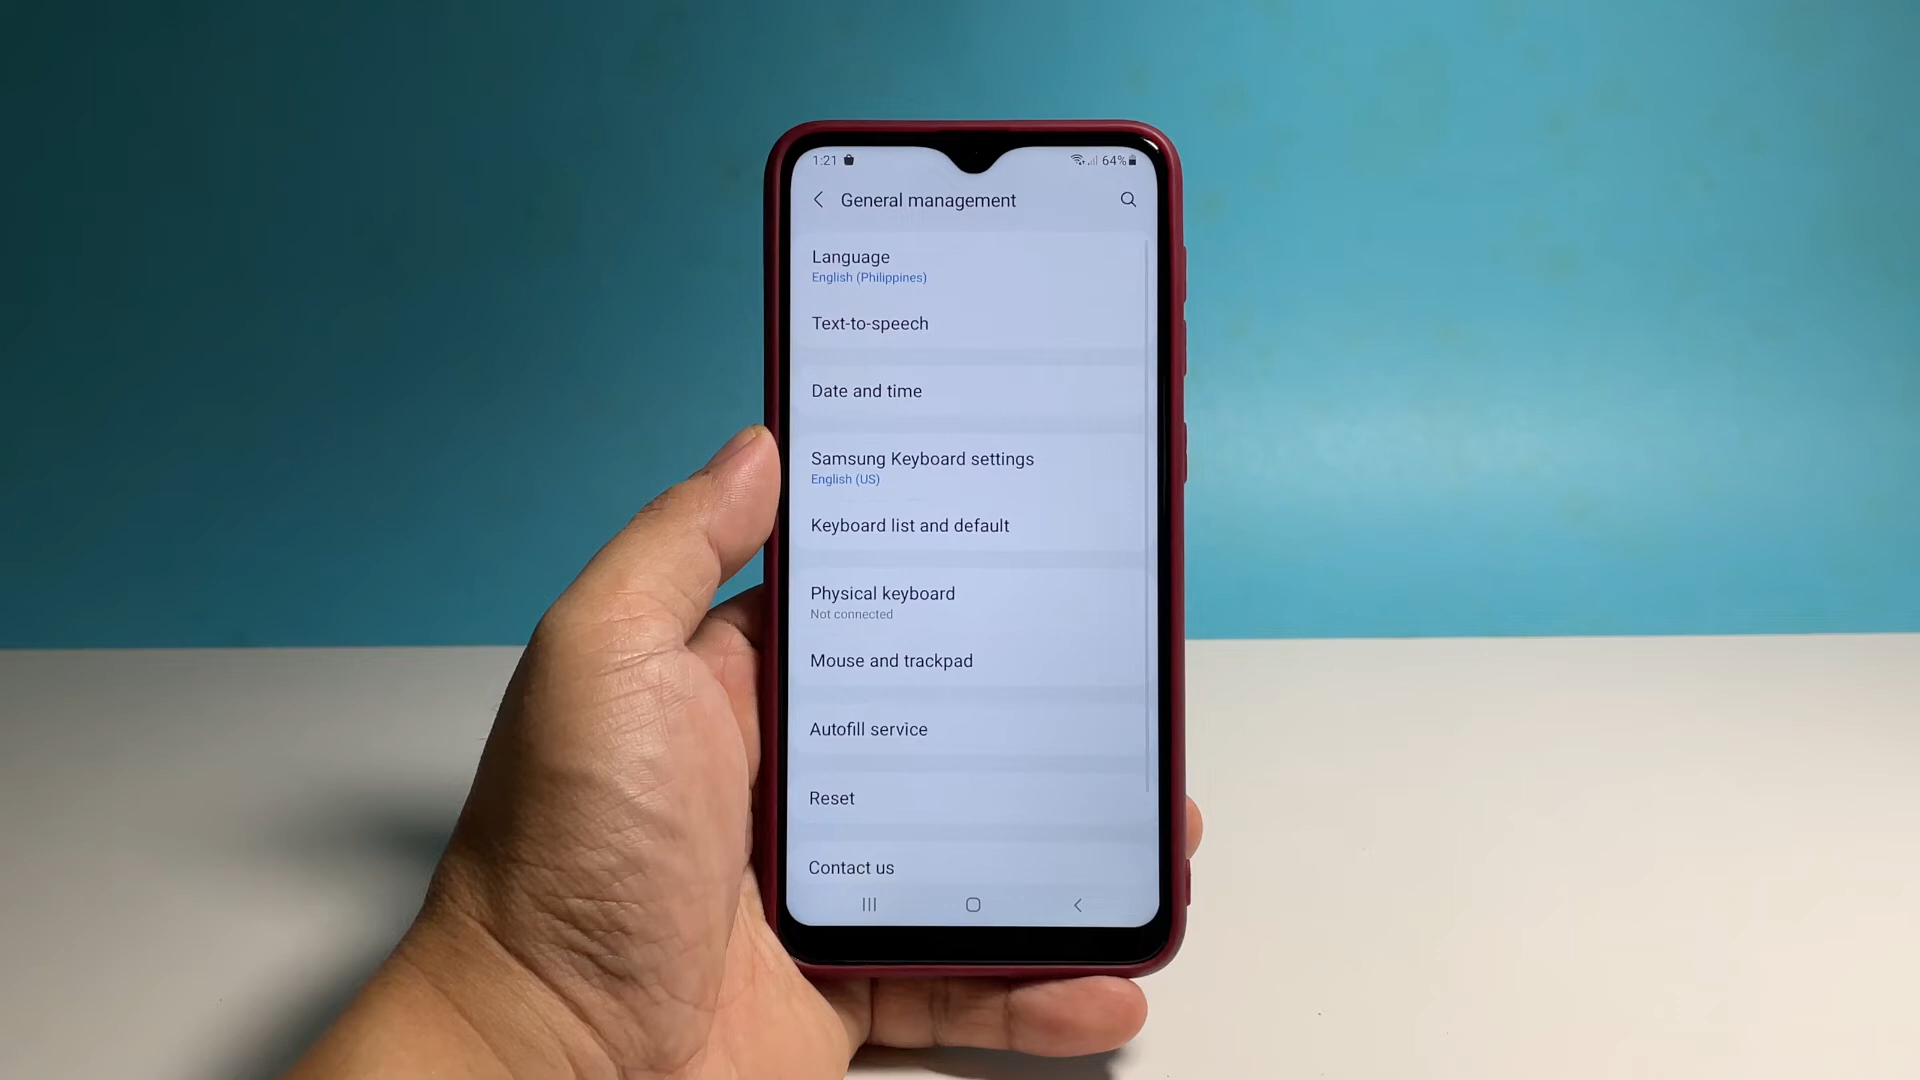 1:21 64%
General management
Language
English (Philippines)
Text-to-speech
Date and time
Samsung Keyboard settings
English (US)
Keyboard list and default
Physical keyboard
Not connected
Mouse and trackpad
Autofill service
Reset
Contact us